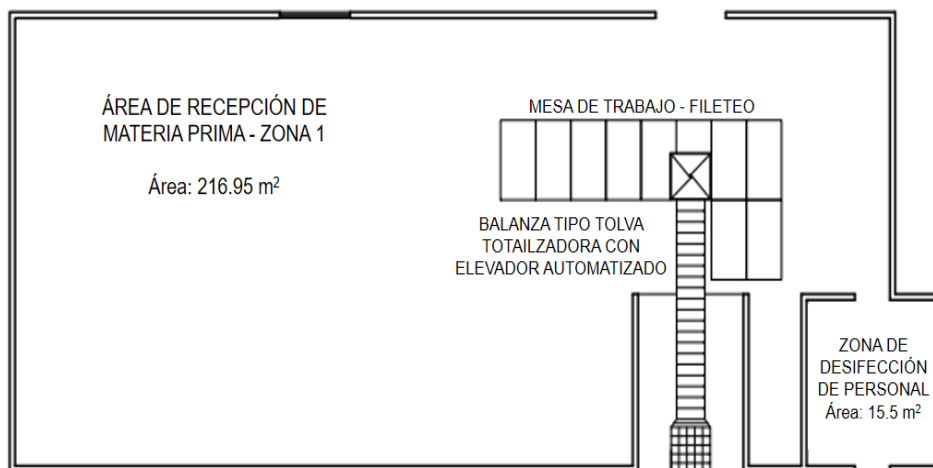 ÁREA DE RECEPCIÓN DE
MATERIA PRIMA - ZONA 1
Área: 216.95 m²
MESA DE TRABAJO - FILETEO
BALANZA TIPO TOLVA
TOTAILZADORA CON
ELEVADOR AUTOMATIZADO
ZONA DE
DESIFECCIÓN
DE PERSONAL
Área: 15.5 m²